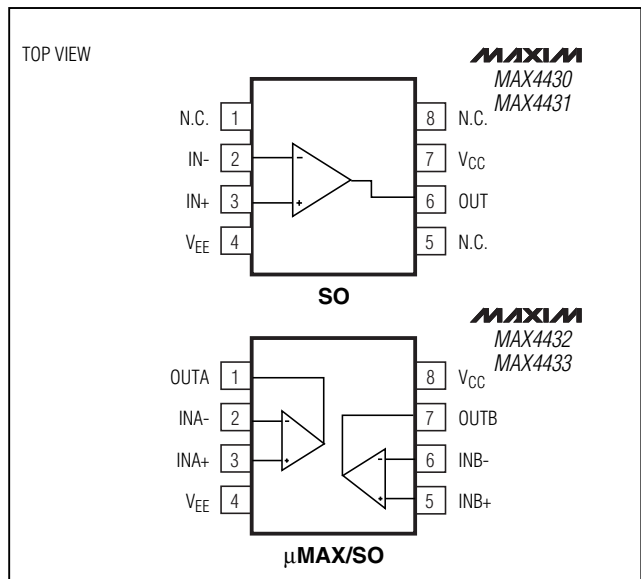 TOP VIEW
MAXIM
MAX4430
MAX4431
N.C. 1
8 N.C.
IN- 2
-
7 VCC
IN+ 3
+
6 OUT
VEE 4
5 N.C.
SO
MAXIM
MAX4432
MAX4433
OUTA 1
8 VCC
INA- 2
-
7 OUTB
INA+ 3
+
-
6 INB-
VEE 4
+
5 INB+
µMAX/SO